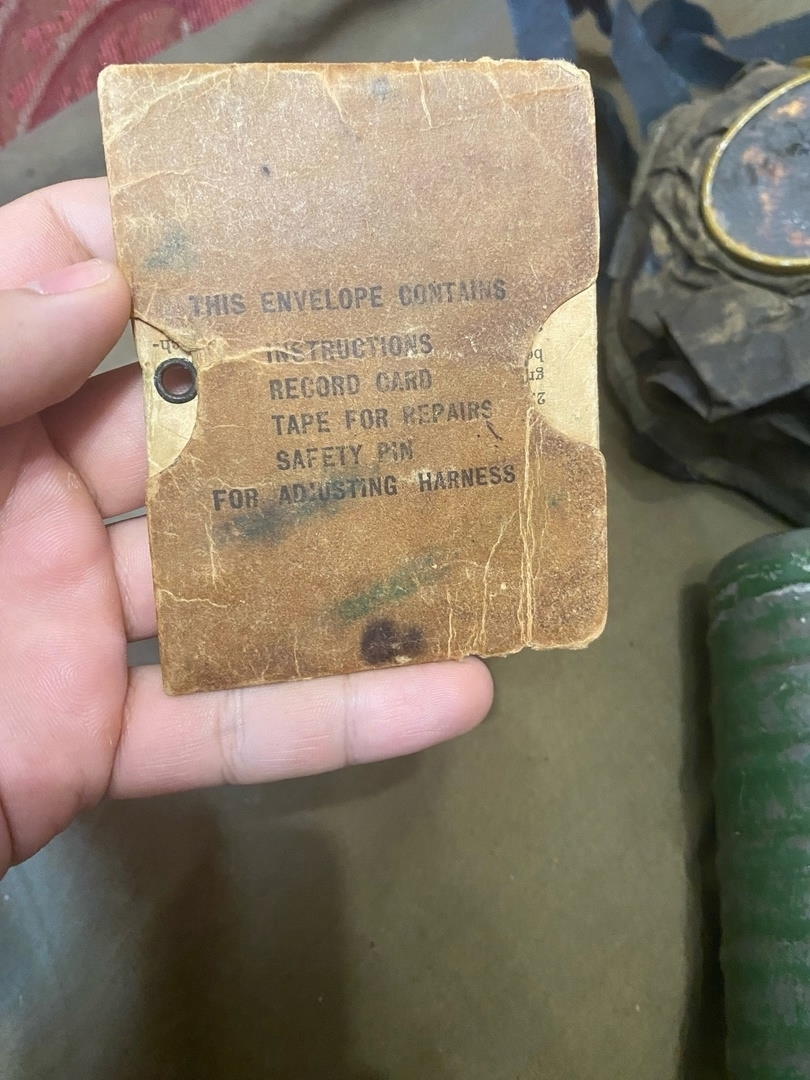 THIS ENVELOPE CONTAINS
INSTRUCTIONS
RECORD CARD
TAPE FOR REPAIRS
SAFETY PIN
FOR ADJUSTING HARNESS